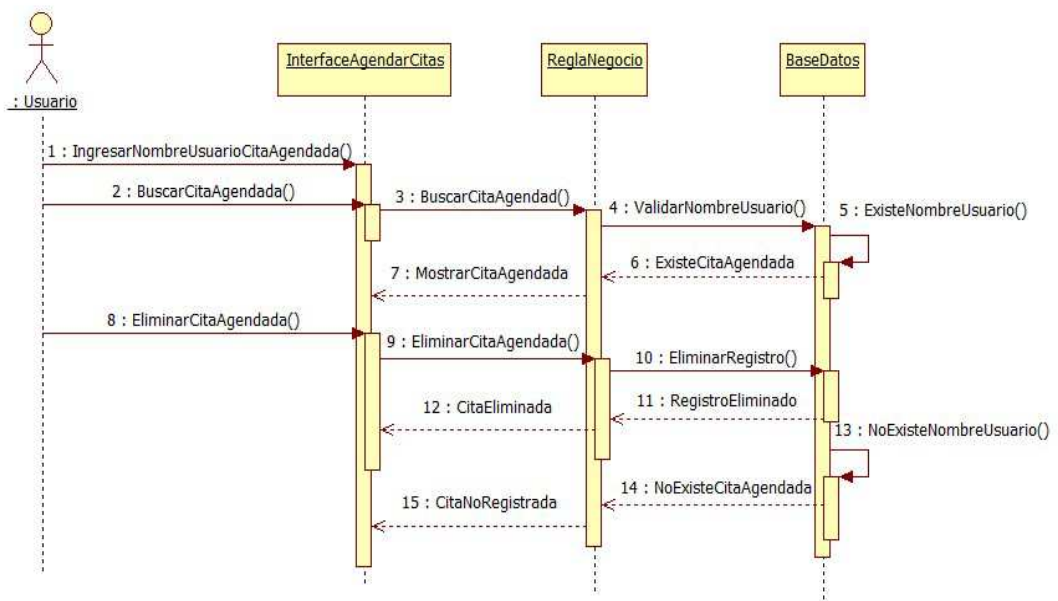 : Usuario
InterfaceAgendarCitas
ReglaNegocio
BaseDatos
1 : IngresarNombreUsuarioCitaAgendada()
2 : BuscarCitaAgendada()
3 : BuscarCitaAgendad()
4 : ValidarNombreUsuario()
5 : ExisteNombreUsuario()
6 : ExisteCitaAgendada
7 : MostrarCitaAgendada
8 : EliminarCitaAgendada()
9 : EliminarCitaAgendada()
10 : EliminarRegistro()
11 : RegistroEliminado
12 : CitaEliminada
13 : NoExisteNombreUsuario()
14 : NoExisteCitaAgendada
15 : CitaNoRegistrada